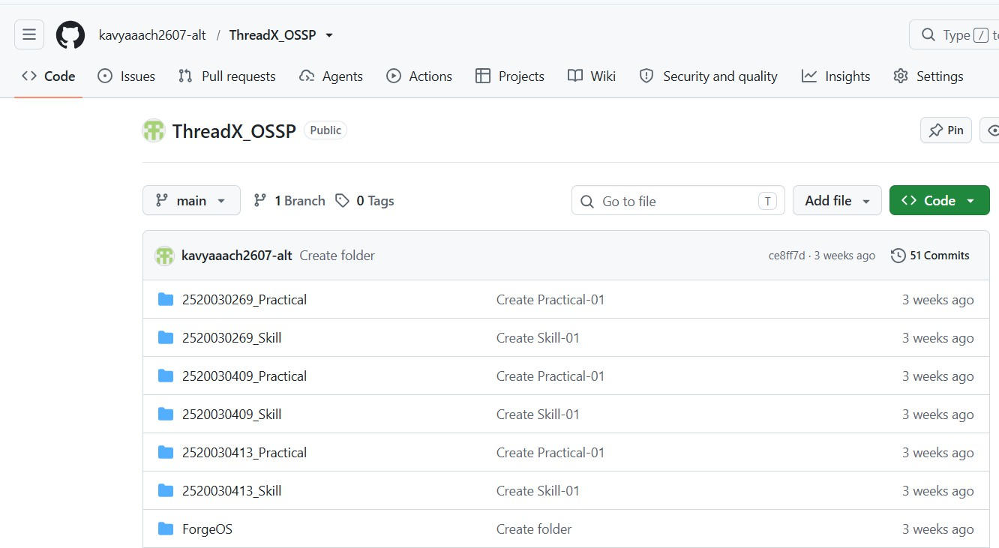 kavyaaach2607-alt / ThreadX_OSSP
Type / to
Code Issues Pull requests Agents Actions Projects Wiki Security and quality Insights Settings
ThreadX_OSSP Public
Pin
main 1 Branch 0 Tags Go to file T Add file Code
kavyaaach2607-alt Create folder ce8ff7d · 3 weeks ago 51 Commits
2520030269_Practical Create Practical-01 3 weeks ago
2520030269_Skill Create Skill-01 3 weeks ago
2520030409_Practical Create Practical-01 3 weeks ago
2520030409_Skill Create Skill-01 3 weeks ago
2520030413_Practical Create Practical-01 3 weeks ago
2520030413_Skill Create Skill-01 3 weeks ago
ForgeOS Create folder 3 weeks ago